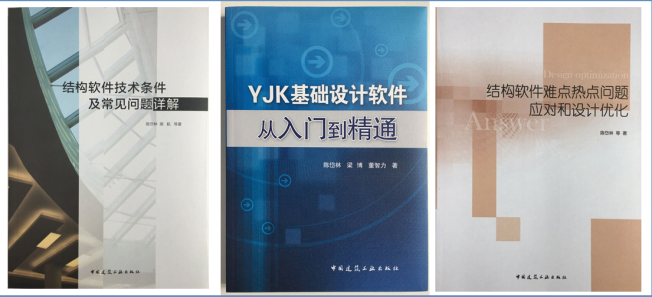 结构软件技术条件
及常见问题详解
等著
中国建筑工业出版社
YJK基础设计软件
从入门到精通
陈岱林 梁 博 董智力 著
中国建筑工业出版社
Design optimization
结构软件难点热点问题
应对和设计优化
Answer
陈岱林 等 著
中国建筑工业出版社